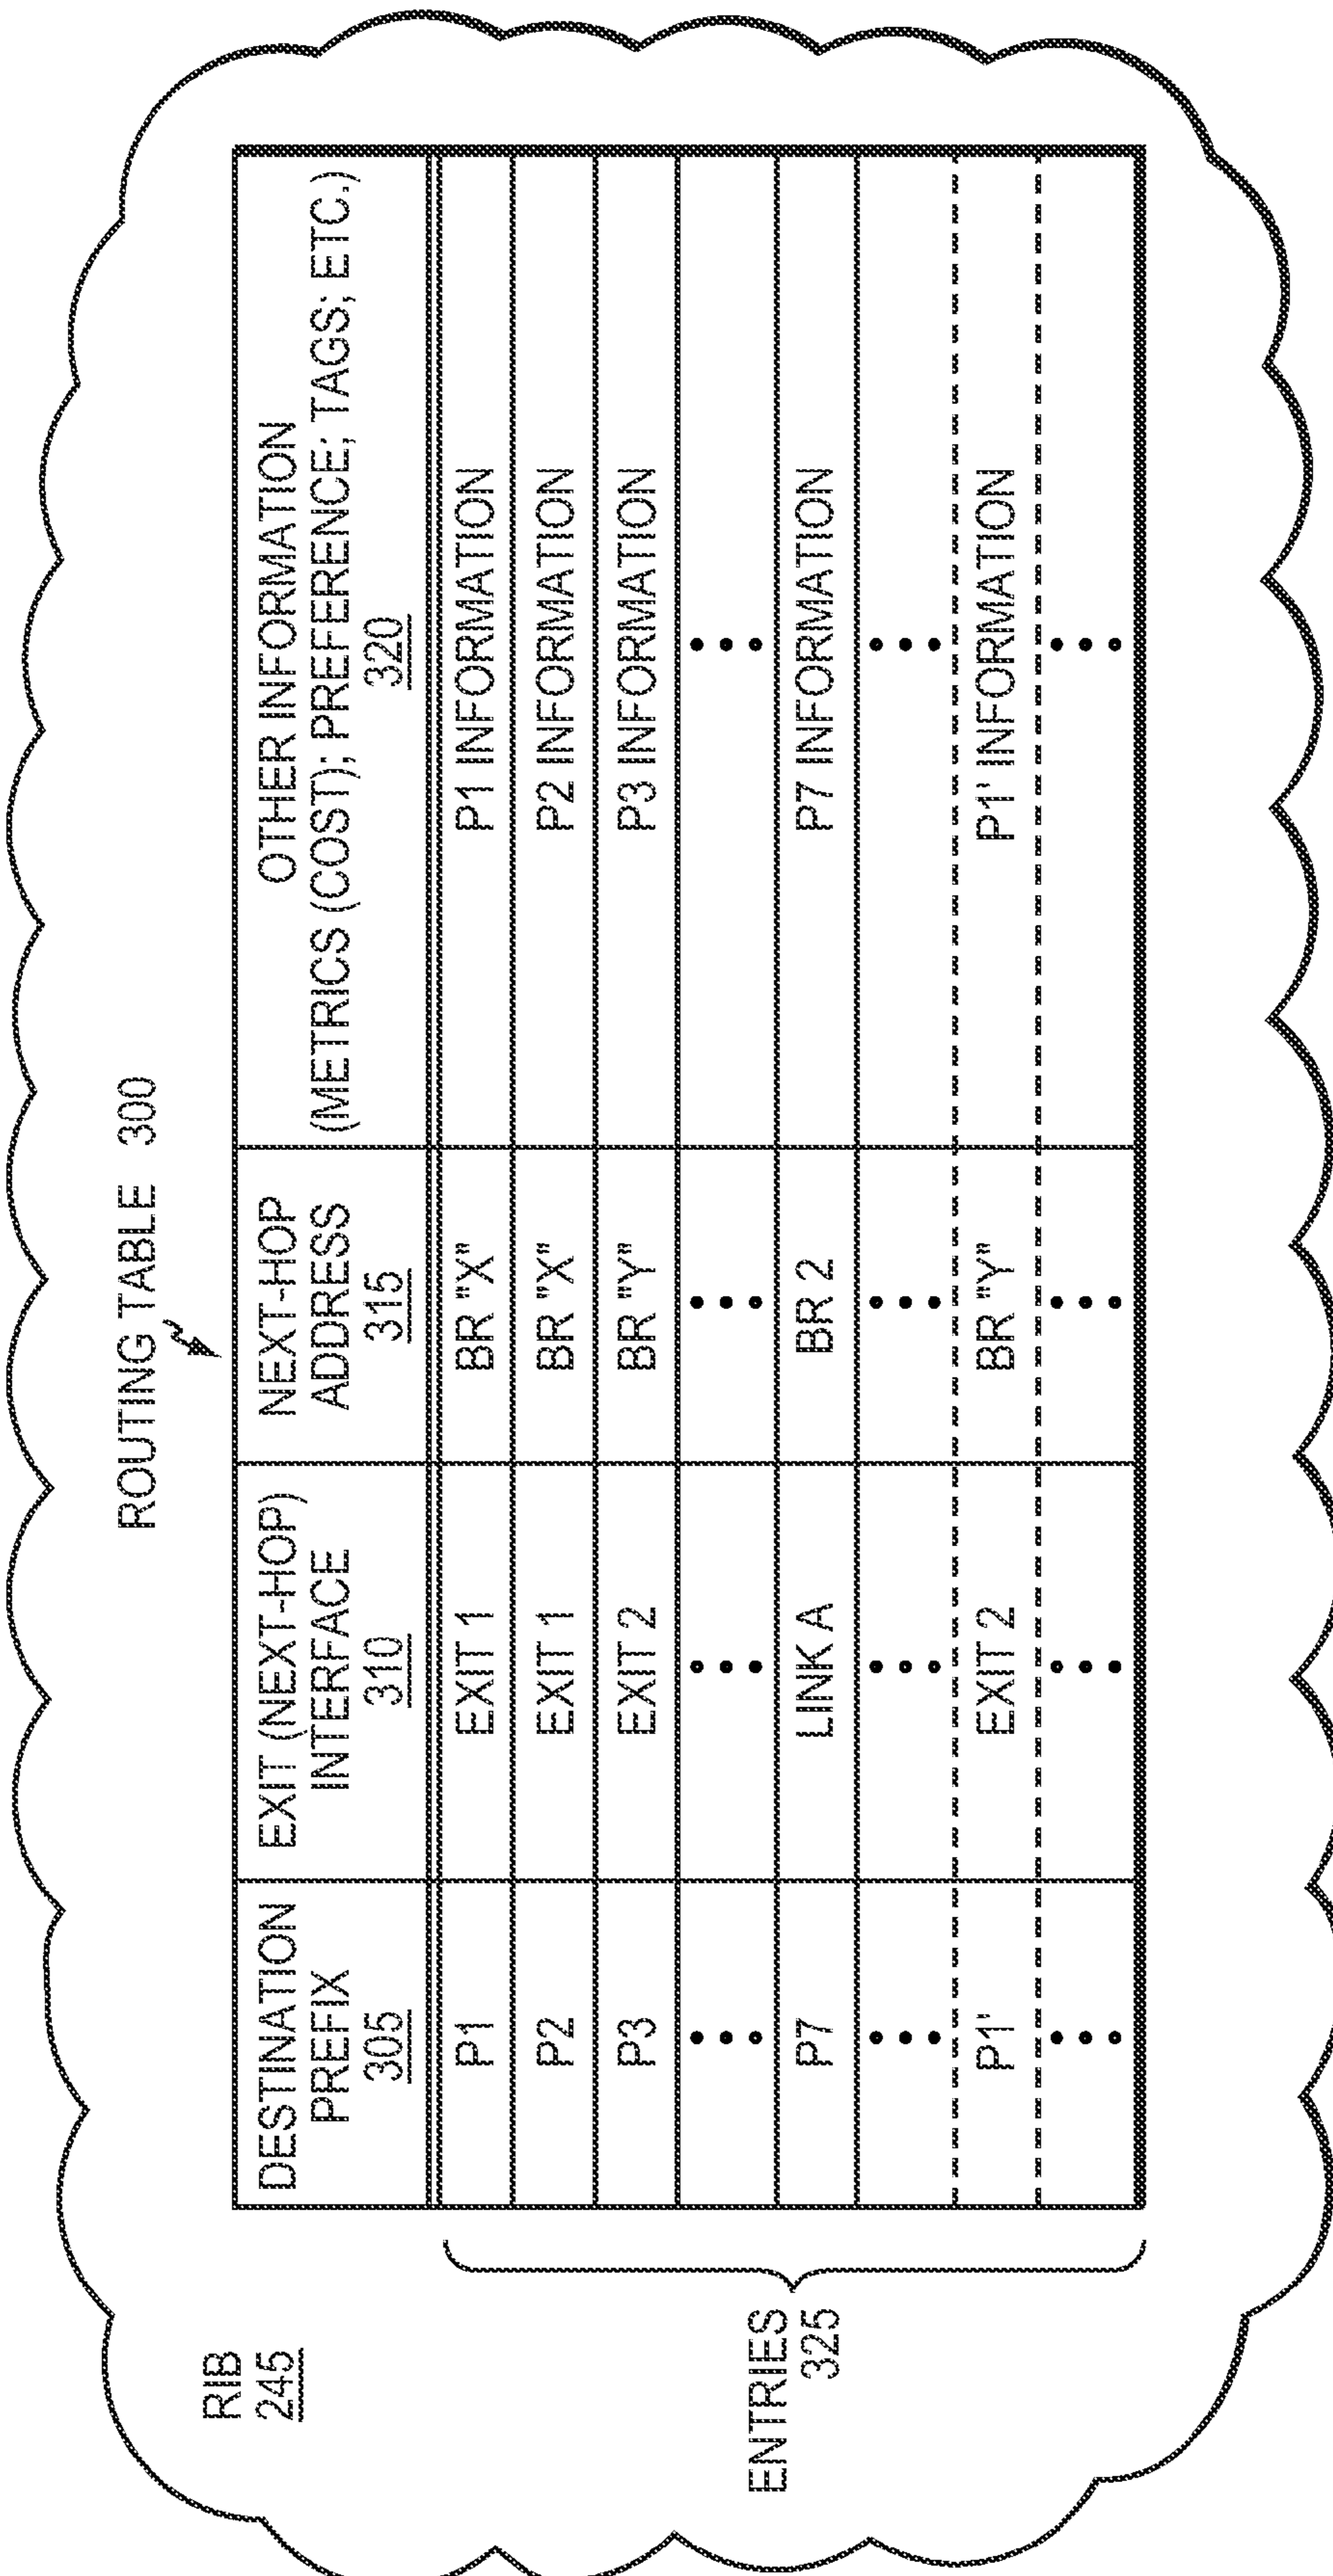 ROUTING TABLE 300
RIB
245
DESTINATION
PREFIX
305
EXIT (NEXT-HOP)
INTERFACE
310
NEXT-HOP
ADDRESS
315
OTHER INFORMATION
(METRICS (COST); PREFERENCE; TAGS; ETC.)
320
P1 EXIT 1 BR "X" P1 INFORMATION
P2 EXIT 1 BR "X" P2 INFORMATION
P3 EXIT 2 BR "Y" P3 INFORMATION
P7 LINK A BR 2 P7 INFORMATION
P1' EXIT 2 BR "Y" P1' INFORMATION
ENTRIES
325